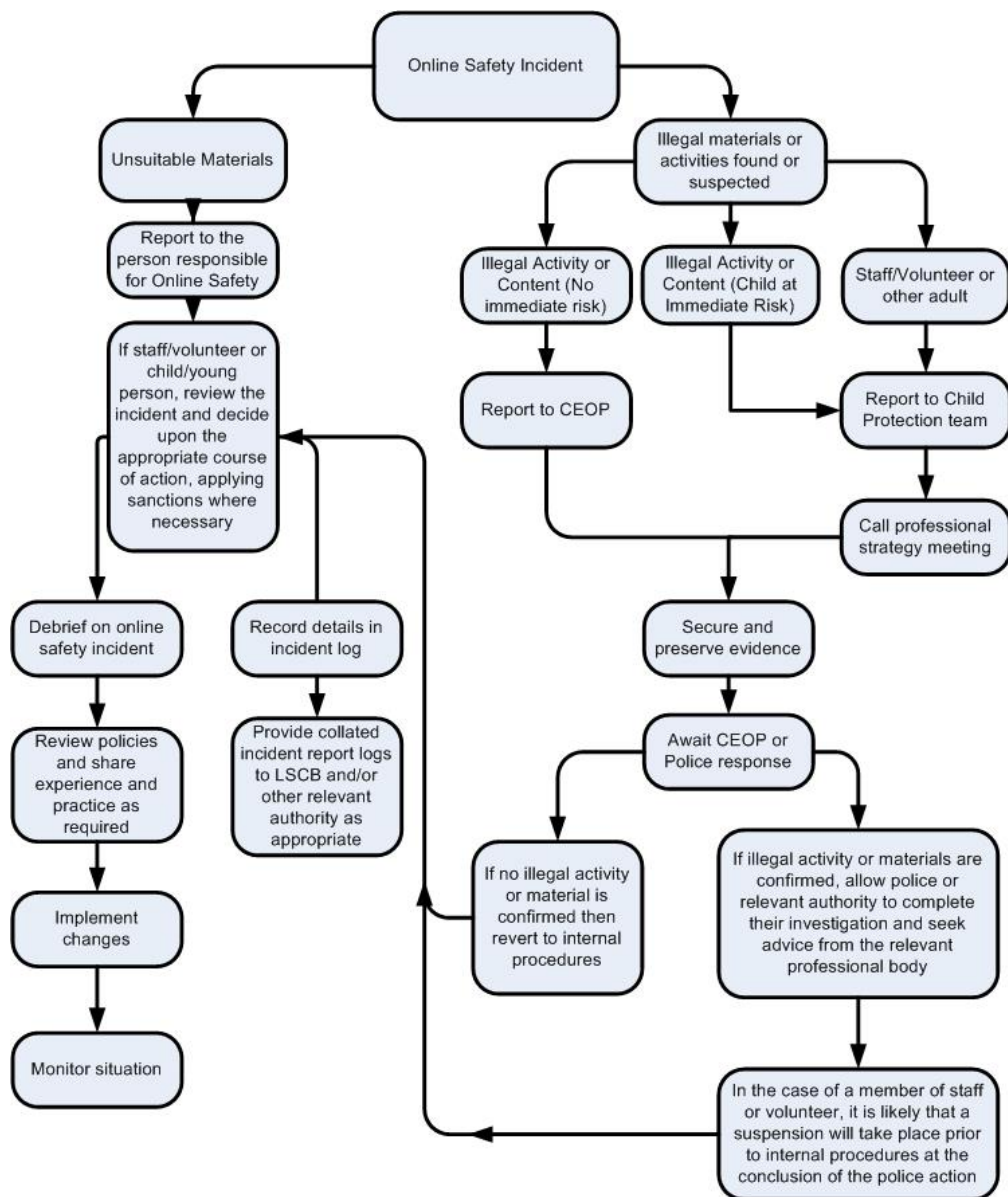 Online Safety Incident
Unsuitable Materials
Report to the
person responsible
for Online Safety
If staff/volunteer or
child/young
person, review the
incident and decide
upon the
appropriate course
of action, applying
sanctions where
necessary
Debrief on online
safety incident
Review policies
and share
experience and
practice as
required
Implement
changes
Monitor situation
Record details in
incident log
Provide collated
incident report logs
to LSCB and/or
other relevant
authority as
appropriate
Illegal materials or
activities found or
suspected
Illegal Activity or
Content (No
immediate risk)
Illegal Activity or
Content (Child at
Immediate Risk)
Staff/Volunteer or
other adult
Report to CEOP
Report to Child
Protection team
Call professional
strategy meeting
Secure and
preserve evidence
Await CEOP or
Police response
If no illegal activity
or material is
confirmed then
revert to internal
procedures
If illegal activity or materials are
confirmed, allow police or
relevant authority to complete
their investigation and seek
advice from the relevant
professional body
In the case of a member of staff
or volunteer, it is likely that a
suspension will take place prior
to internal procedures at the
conclusion of the police action